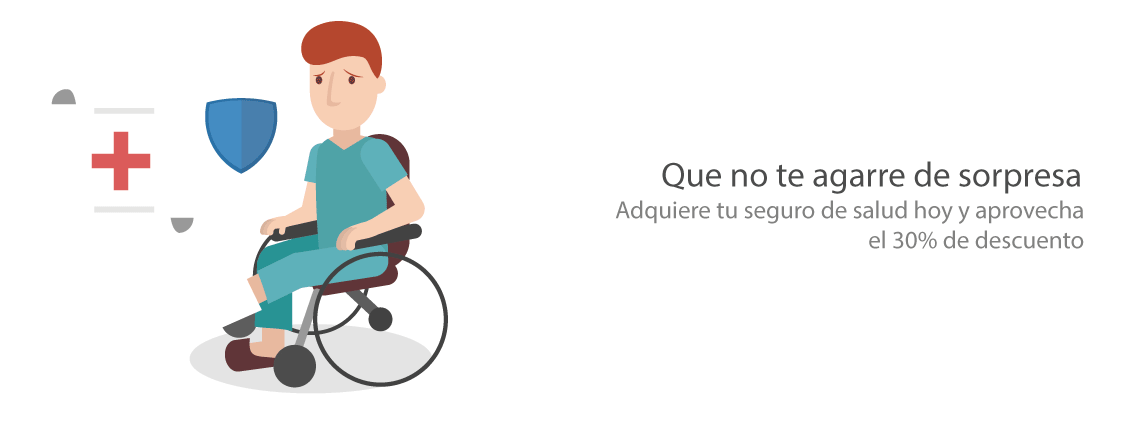 Que no te agarre de sorpresa
Adquiere tu seguro de salud hoy y aprovecha
el 30% de descuento